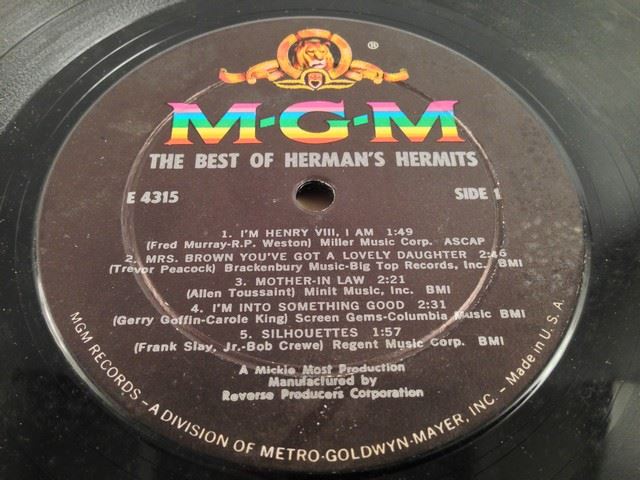 ®
M-G-M
THE BEST OF HERMAN'S HERMITS
E 4315 SIDE 1
1. I'M HENRY VIII, I AM 1:49
(Fred Murray-R.P. Weston) Miller Music Corp. ASCAP
2. MRS. BROWN YOU'VE GOT A LOVELY DAUGHTER 2:46
(Trevor Peacock) Brackenbury Music-Big Top Records, Inc. BMI
3. MOTHER-IN LAW 2:21
(Allen Toussaint) Minit Music, Inc. BMI
4. I'M INTO SOMETHING GOOD 2:31
(Gerry Goffin-Carole King) Screen Gems-Columbia Music BMI
5. SILHOUETTES 1:57
(Frank Slay, Jr.-Bob Crewe) Regent Music Corp. BMI
A Mickie Most Production
Manufactured by
Reverse Producers Corporation
MGM RECORDS - A DIVISION OF METRO-GOLDWYN-MAYER, INC. - Made in U.S.A.